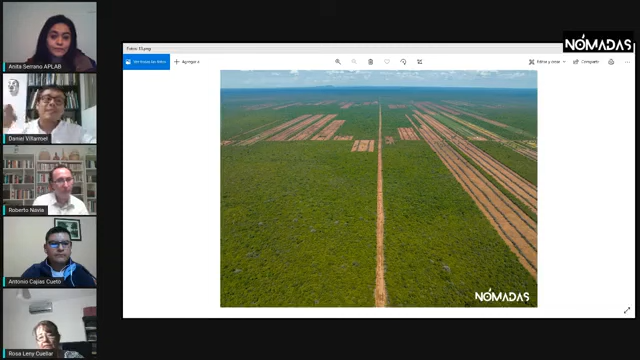 Anita Serrano APLAB
Daniel Villarroel
Roberto Navia
Antonio Cajías Cueto
Rosa Leny Cuellar
NÓMADAS
Agregar a
Editar y crear
Compartir
NÓMADAS